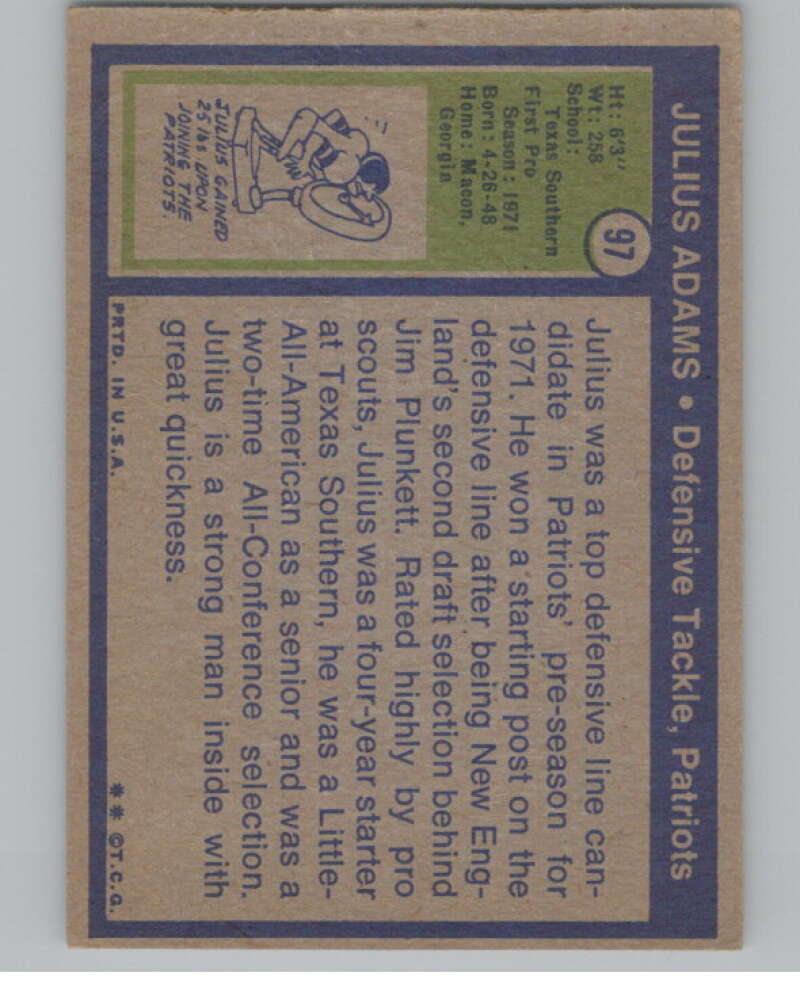 JULIUS ADAMS • Defensive Tackle, Patriots
97
Ht: 6'3"
Wt: 258
School:
Texas Southern
First Pro
Season: 1971
Born: 4-26-48
Home: Macon,
Georgia
JULIUS GAINED
25 lbs UPON
JOINING THE
PATRIOTS.
Julius was a top defensive line can-
didate in Patriots' pre-season for
1971. He won a starting post on the
defensive line after being New Eng-
land's second draft selection behind
Jim Plunkett. Rated highly by pro
scouts, Julius was a four-year starter
at Texas Southern, he was a Little-
All-American as a senior and was a
two-time All-Conference selection.
Julius is a strong man inside with
great quickness.
PRTD. IN U.S.A.
** ©T.C.G.